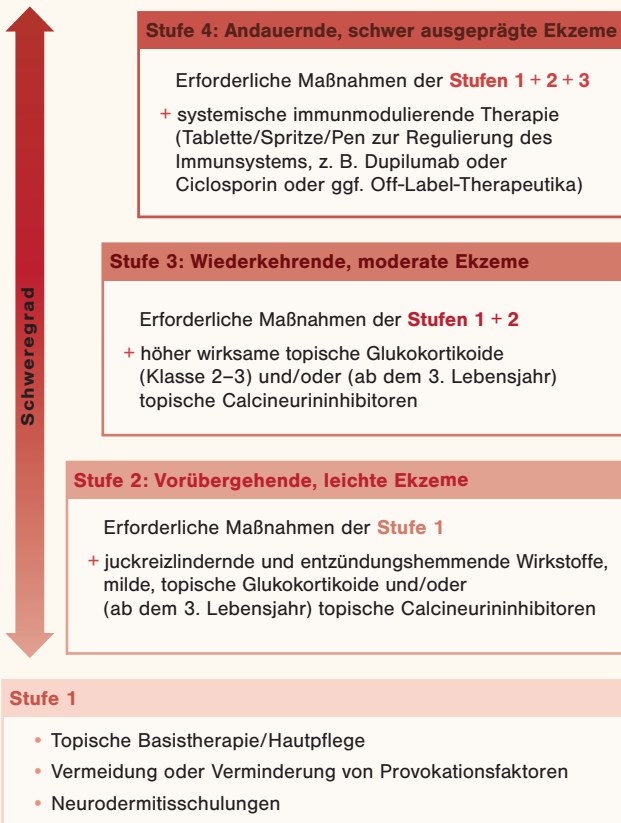 Stufe 4: Andauernde, schwer ausgeprägte Ekzeme
Erforderliche Maßnahmen der Stufen 1 + 2 + 3
+ systemische immunmodulierende Therapie
(Tablette/Spritze/Pen zur Regulierung des
Immunsystems, z. B. Dupilumab oder
Ciclosporin oder ggf. Off-Label-Therapeutika)
Schweregrad
Stufe 3: Wiederkehrende, moderate Ekzeme
Erforderliche Maßnahmen der Stufen 1 + 2
+ höher wirksame topische Glukokortikoide
(Klasse 2–3) und/oder (ab dem 3. Lebensjahr)
topische Calcineurininhibitoren
Stufe 2: Vorübergehende, leichte Ekzeme
Erforderliche Maßnahmen der Stufe 1
+ juckreizlindernde und entzündungshemmende Wirkstoffe,
milde, topische Glukokortikoide und/oder
(ab dem 3. Lebensjahr) topische Calcineurininhibitoren
Stufe 1
• Topische Basistherapie/Hautpflege
• Vermeidung oder Verminderung von Provokationsfaktoren
• Neurodermitisschulungen